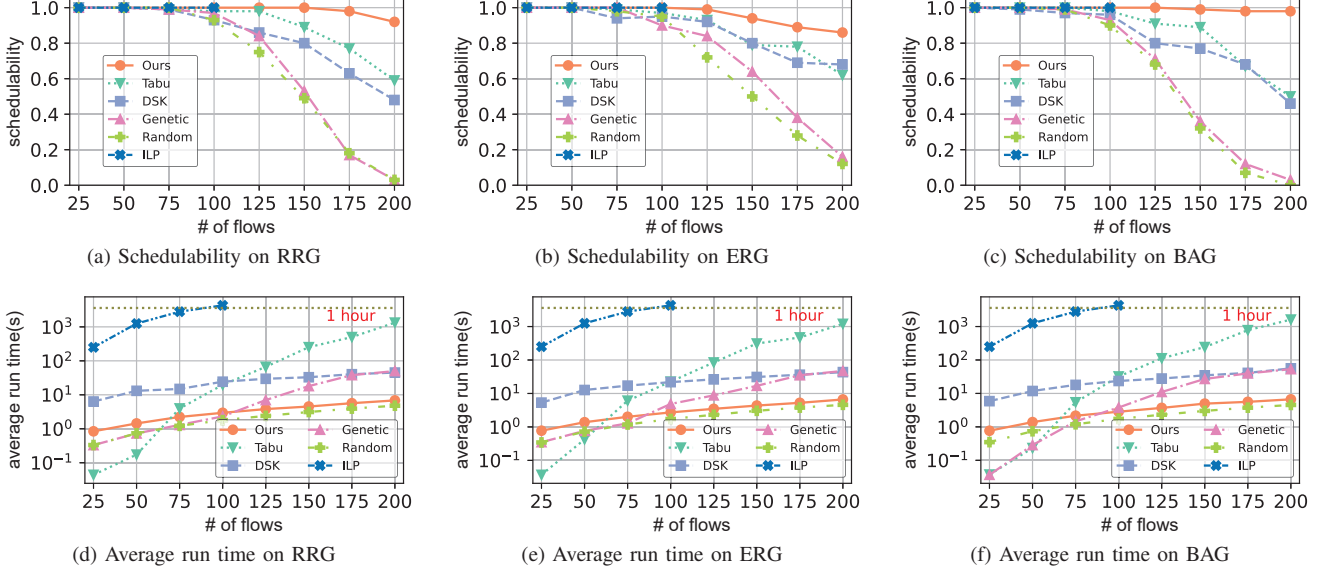 1.0
0.8
0.6
0.4
0.2
0.0
schedulability
Ours
Tabu
DSK
Genetic
Random
ILP
25 50 75 100 125 150 175 200
# of flows
(a) Schedulability on RRG
1.0
0.8
0.6
0.4
0.2
0.0
schedulability
Ours
Tabu
DSK
Genetic
Random
ILP
25 50 75 100 125 150 175 200
# of flows
(b) Schedulability on ERG
1.0
0.8
0.6
0.4
0.2
0.0
schedulability
Ours
Tabu
DSK
Genetic
Random
ILP
25 50 75 100 125 150 175 200
# of flows
(c) Schedulability on BAG
10³
10²
10¹
10⁰
10⁻¹
average run time(s)
1 hour
Ours Genetic
Tabu Random
DSK ILP
25 50 75 100 125 150 175 200
# of flows
(d) Average run time on RRG
10³
10²
10¹
10⁰
10⁻¹
average run time(s)
1 hour
Ours Genetic
Tabu Random
DSK ILP
25 50 75 100 125 150 175 200
# of flows
(e) Average run time on ERG
10³
10²
10¹
10⁰
10⁻¹
average run time(s)
1 hour
Ours Genetic
Tabu Random
DSK ILP
25 50 75 100 125 150 175 200
# of flows
(f) Average run time on BAG